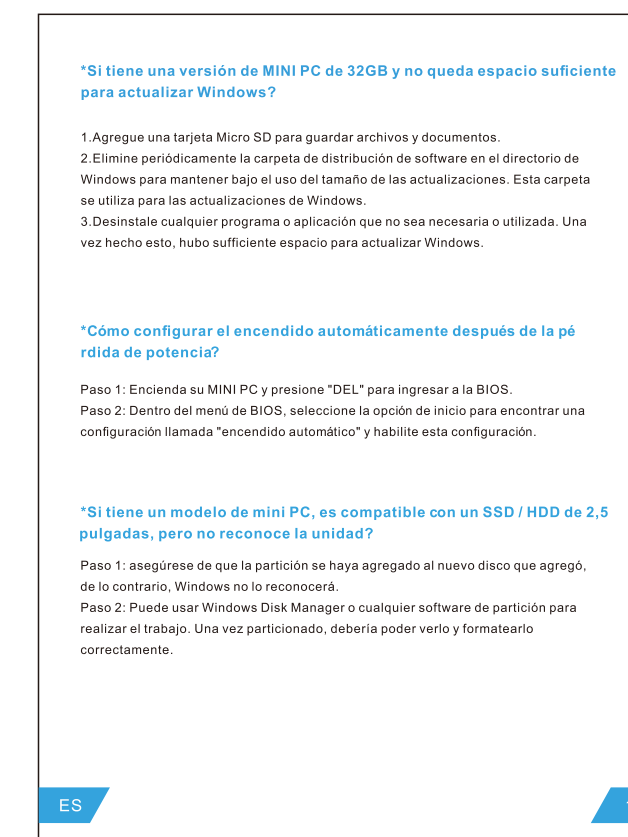 *Si tiene una versión de MINI PC de 32GB y no queda espacio suficiente
para actualizar Windows?
1.Agregue una tarjeta Micro SD para guardar archivos y documentos.
2.Elimine periódicamente la carpeta de distribución de software en el directorio de
Windows para mantener bajo el uso del tamaño de las actualizaciones. Esta carpeta
se utiliza para las actualizaciones de Windows.
3.Desinstale cualquier programa o aplicación que no sea necesaria o utilizada. Una
vez hecho esto, hubo sufficiente espacio para actualizar Windows.
*Cómo configurar el encendido automáticamente después de la pé
rdida de potencia?
Paso 1: Encienda su MINI PC y presione "DEL" para ingresar a la BIOS.
Paso 2: Dentro del menú de BIOS, seleccione la opción de inicio para encontrar una
configuración llamada "encendido automático" y habilite esta configuración.
*Si tiene un modelo de mini PC, es compatible con un SSD / HDD de 2,5
pulgadas, pero no reconoce la unidad?
Paso 1: asegúrese de que la partición se haya agregado al nuevo disco que agregó,
de lo contrario, Windows no lo reconocerá.
Paso 2: Puede usar Windows Disk Manager o cualquier software de partición para
realizar el trabajo. Una vez particionado, debería poder verlo y formatearlo
correctamente.
ES